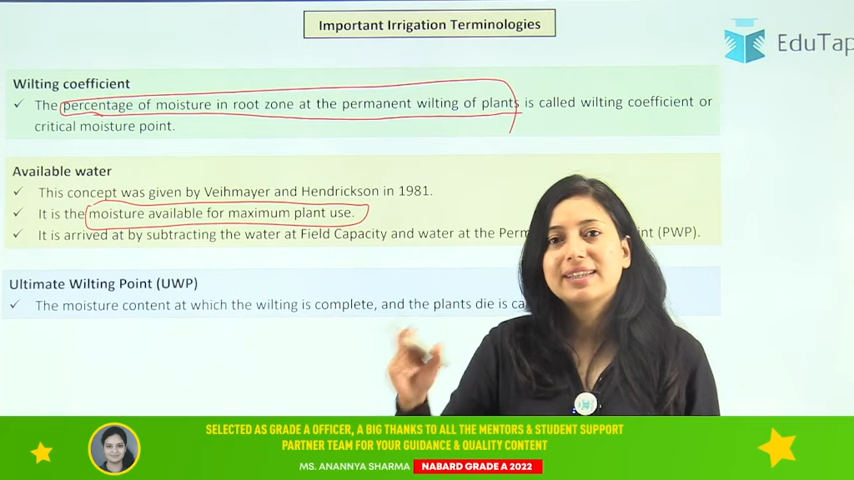 Important Irrigation Terminologies
EduTap
Wilting coefficient
✓ The percentage of moisture in root zone at the permanent wilting of plants is called wilting coefficient or
critical moisture point.
Available water
✓ This concept was given by Veihmayer and Hendrickson in 1981.
✓ It is the moisture available for maximum plant use.
✓ It is arrived at by subtracting the water at Field Capacity and water at the Perm int (PWP).
Ultimate Wilting Point (UWP)
✓ The moisture content at which the wilting is complete, and the plants die is ca
SELECTED AS GRADE A OFFICER, A BIG THANKS TO ALL THE MENTORS & STUDENT SUPPORT
PARTNER TEAM FOR YOUR GUIDANCE & QUALITY CONTENT
MS. ANANNYA SHARMA NABARD GRADE A 2022